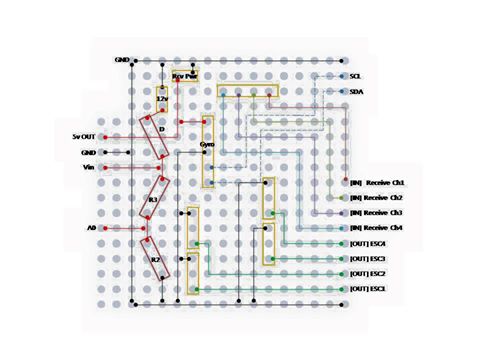 GND
Rcv Pwr
SCL
12v
SDA
D
5v OUT
Gyro
GND
Vin
[IN] Receive Ch1
R3
[IN] Receive Ch2
[IN] Receive Ch3
A0
[IN] Receive Ch4
[OUT] ESC4
R2
[OUT] ESC3
[OUT] ESC2
[OUT] ESC1